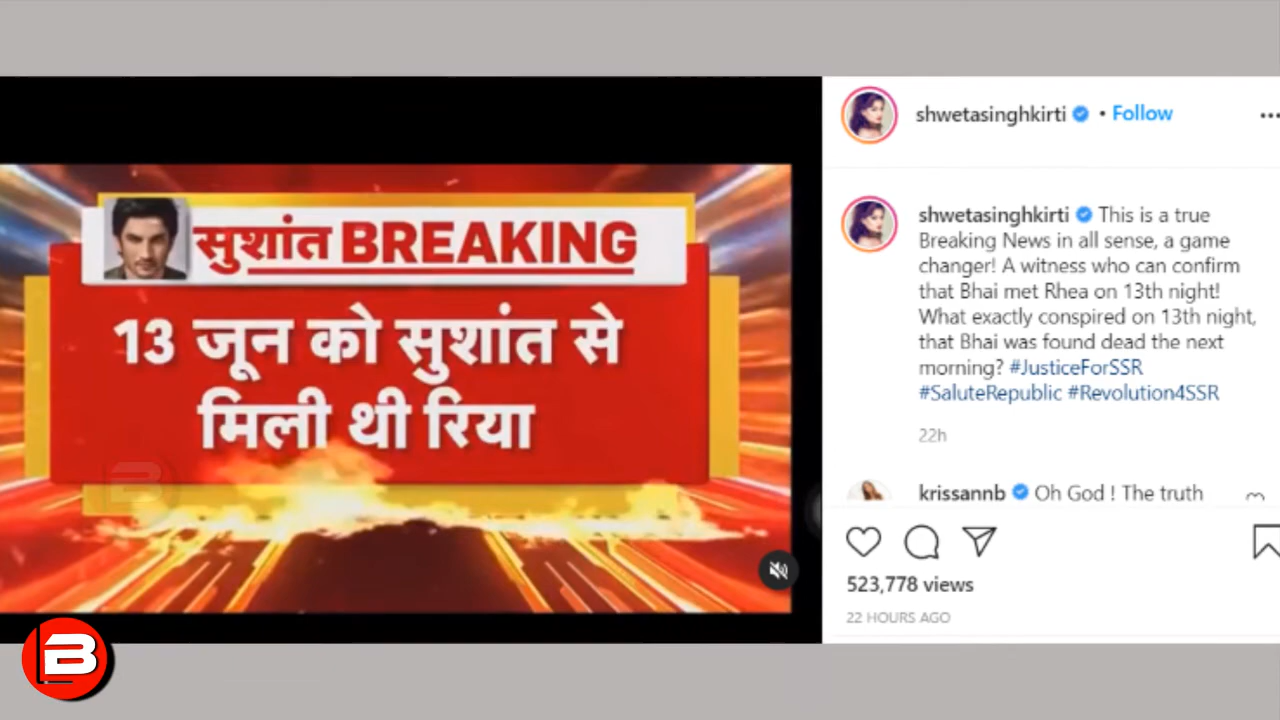 सुशांत BREAKING
13 जून को सुशांत से
मिली थी रिया
shwetasinghkirti • Follow
shwetasinghkirti This is a true
Breaking News in all sense, a game
changer! A witness who can confirm
that Bhai met Rhea on 13th night!
What exactly conspired on 13th night,
that Bhai was found dead the next
morning? #JusticeForSSR
#SaluteRepublic #Revolution4SSR
22h
krissannb Oh God ! The truth
523,778 views
22 HOURS AGO
B
B